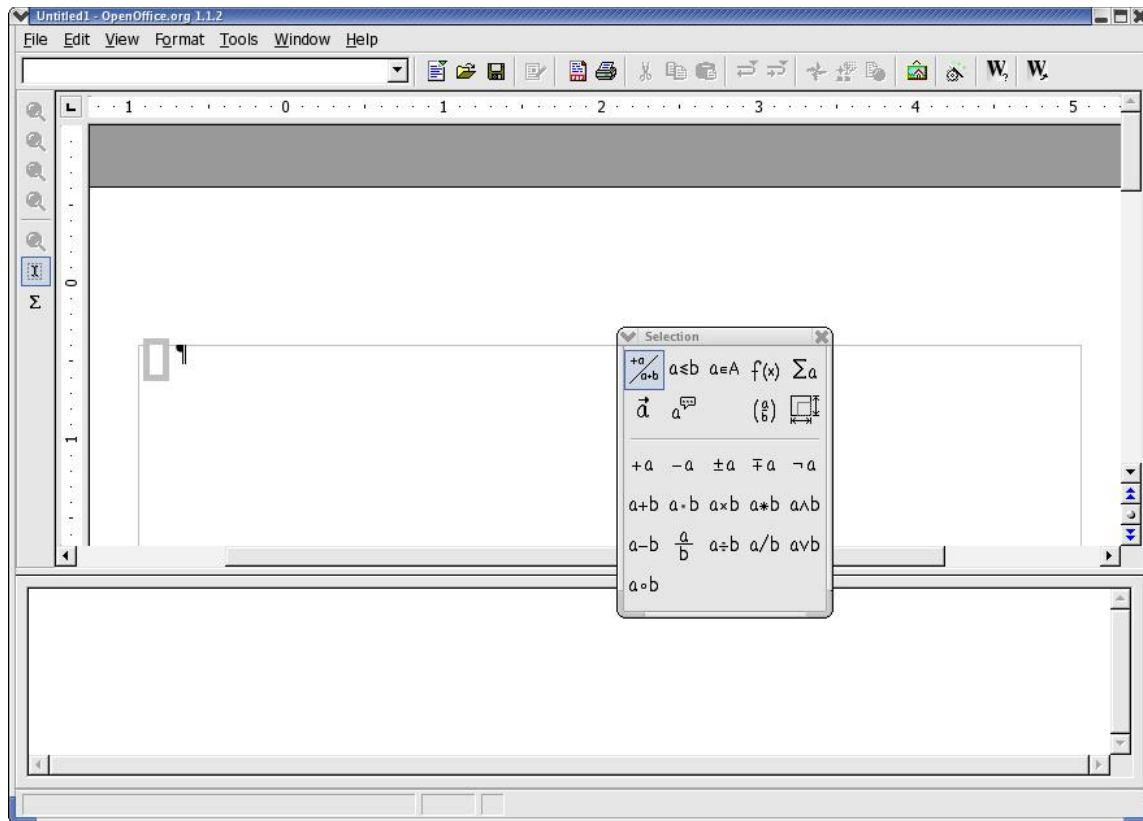 Untitled1 - OpenOffice.org 1.1.2
File Edit View Format Tools Window Help
W? W
L 1 0 1 2 3 4 5
Σ
0
1
¶
Selection
+a/a+b a≤b a∈A f(x) Σa
a⃗ a (a/b)
+a -a ±a ∓a ¬a
a+b a·b a×b a*b a∧b
a-b a/b a÷b a/b a∨b
a∘b